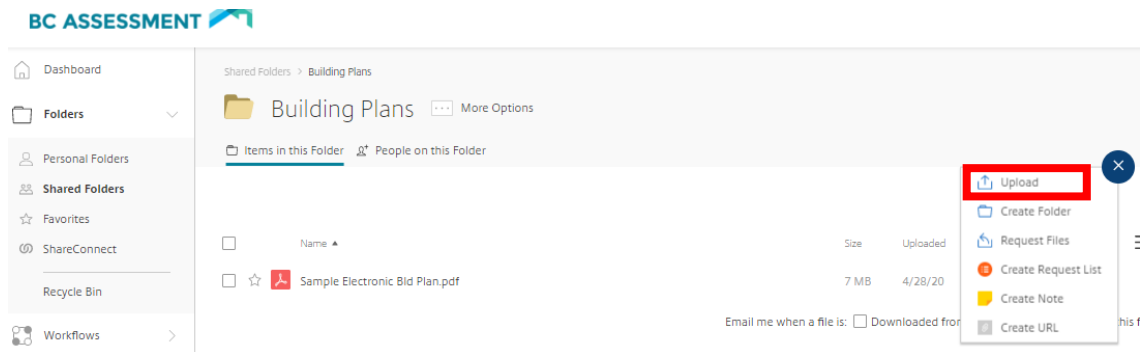 BC ASSESSMENT
Dashboard
Folders
Personal Folders
Shared Folders
Favorites
ShareConnect
Recycle Bin
Workflows
Shared Folders > Building Plans
Building Plans ... More Options
Items in this Folder People on this Folder
Name Size Uploaded
Sample Electronic Bld Plan.pdf 7 MB 4/28/20
Email me when a file is: Downloaded from
Upload
Create Folder
Request Files
Create Request List
Create Note
Create URL